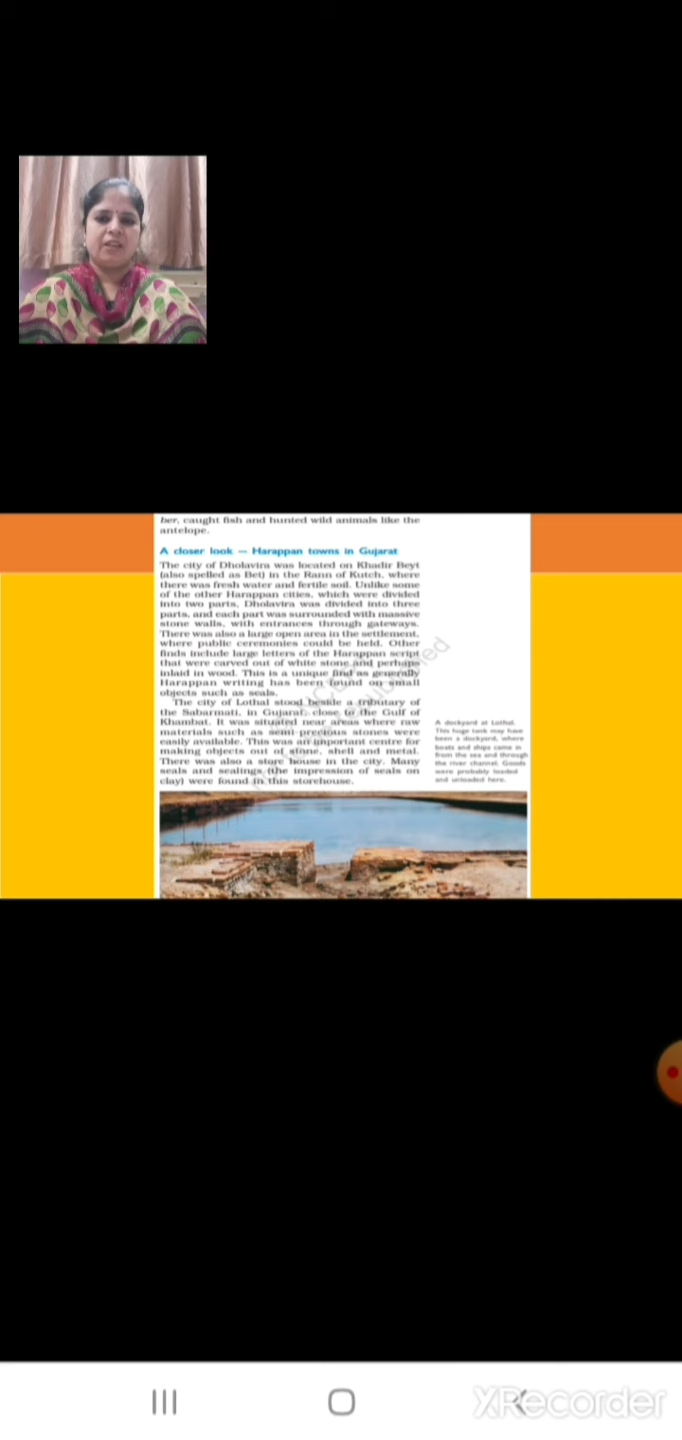 ber, caught fish and hunted wild animals like the
antelope.
A closer look — Harappan towns in Gujarat
The city of Dholavira was located on Khadir Beyt
(also spelled as Bet) in the Rann of Kutch, where
there was fresh water and fertile soil. Unlike some
of the other Harappan cities, which were divided
into two parts, Dholavira was divided into three
parts, and each part was surrounded with massive
stone walls, with entrances through gateways.
There was also a large open area in the settlement,
where public ceremonies could be held. Other
finds include large letters of the Harappan script
that were carved out of white stone and perhaps
inlaid in wood. This is a unique find as generally
Harappan writing has been found on small
objects such as seals.
The city of Lothal stood beside a tributary of
the Sabarmati, in Gujarat, close to the Gulf of
Khambat. It was situated near areas where raw
materials such as semi-precious stones were
easily available. This was an important centre for
making objects out of stone, shell and metal.
There was also a store house in the city. Many
seals and sealings (the impression of seals on
clay) were found in this storehouse.
A dockyard at Lothal.
This huge tank may have
been a dockyard, where
boats and ships came in
from the sea and through
the river channel. Goods
were probably loaded
and unloaded here.
XRecorder